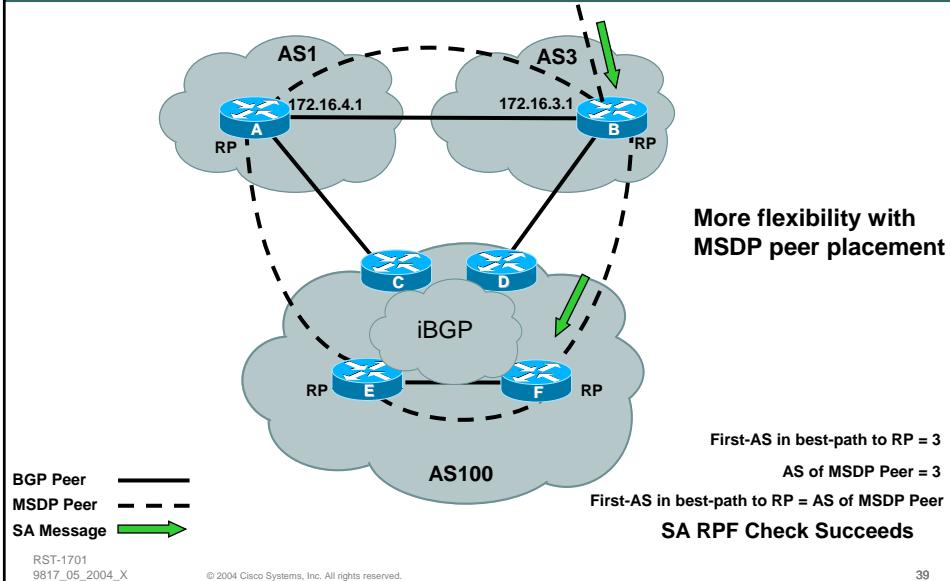 AS1
AS3
172.16.4.1
172.16.3.1
A
B
RP
RP
More flexibility with
MSDP peer placement
C
D
iBGP
RP
E
F
RP
First-AS in best-path to RP = 3
AS100
AS of MSDP Peer = 3
BGP Peer
First-AS in best-path to RP = AS of MSDP Peer
MSDP Peer
SA Message
SA RPF Check Succeeds
RST-1701
9817_05_2004_X
© 2004 Cisco Systems, Inc. All rights reserved.
39